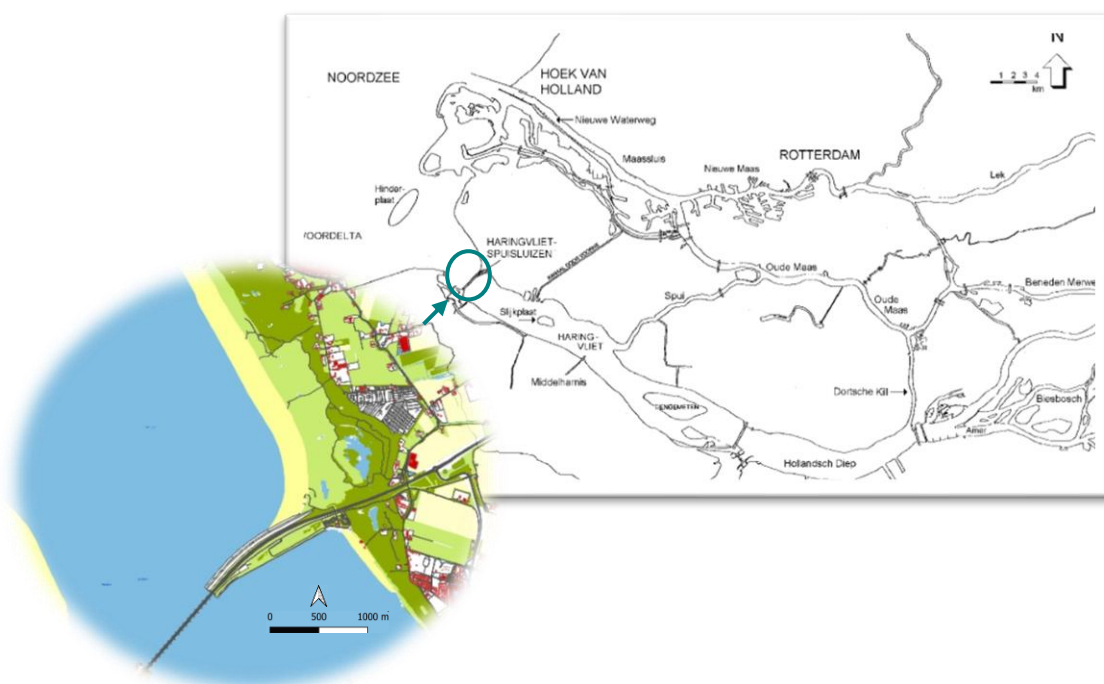 N
NOORDZEE
HOEK VAN
HOLLAND
1 2 3 4
km
Nieuwe Waterweg
Maassluis
Nieuwe Maas
ROTTERDAM
Lek
Hinder-
plaat
VOORDELTA
HARINGVLIET-
SPUISLUIZEN
Oude Maas
Spui
Oude
Maas
Beneden Merwe
Slijkplaat
HARING-
VLIET
Middelharnis
Dortsche Kil
Biesbosch
Amer
Hollandsch Diep
0 500 1000 m